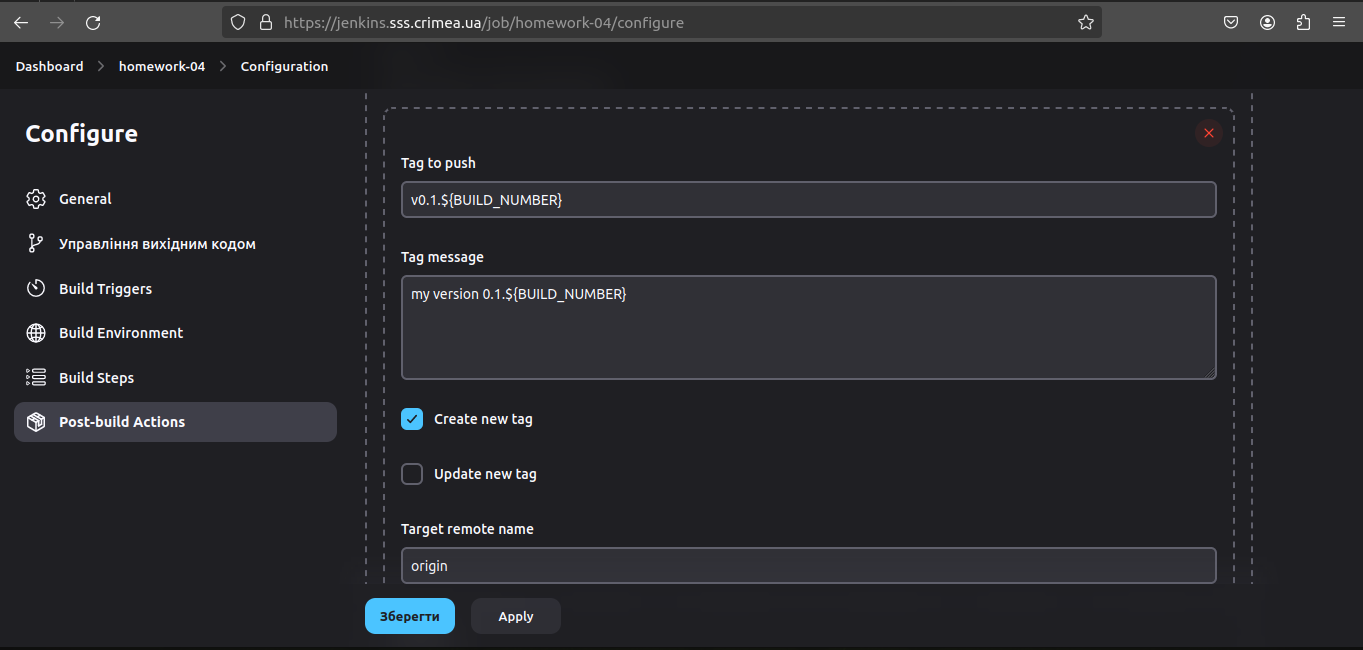 https://jenkins.sss.crimea.ua/job/homework-04/configure
Dashboard > homework-04 > Configuration
Configure
General
Управління вихідним кодом
Build Triggers
Build Environment
Build Steps
Post-build Actions
Tag to push
v0.1.${BUILD_NUMBER}
Tag message
my version 0.1.${BUILD_NUMBER}
Create new tag
Update new tag
Target remote name
origin
Зберегти
Apply